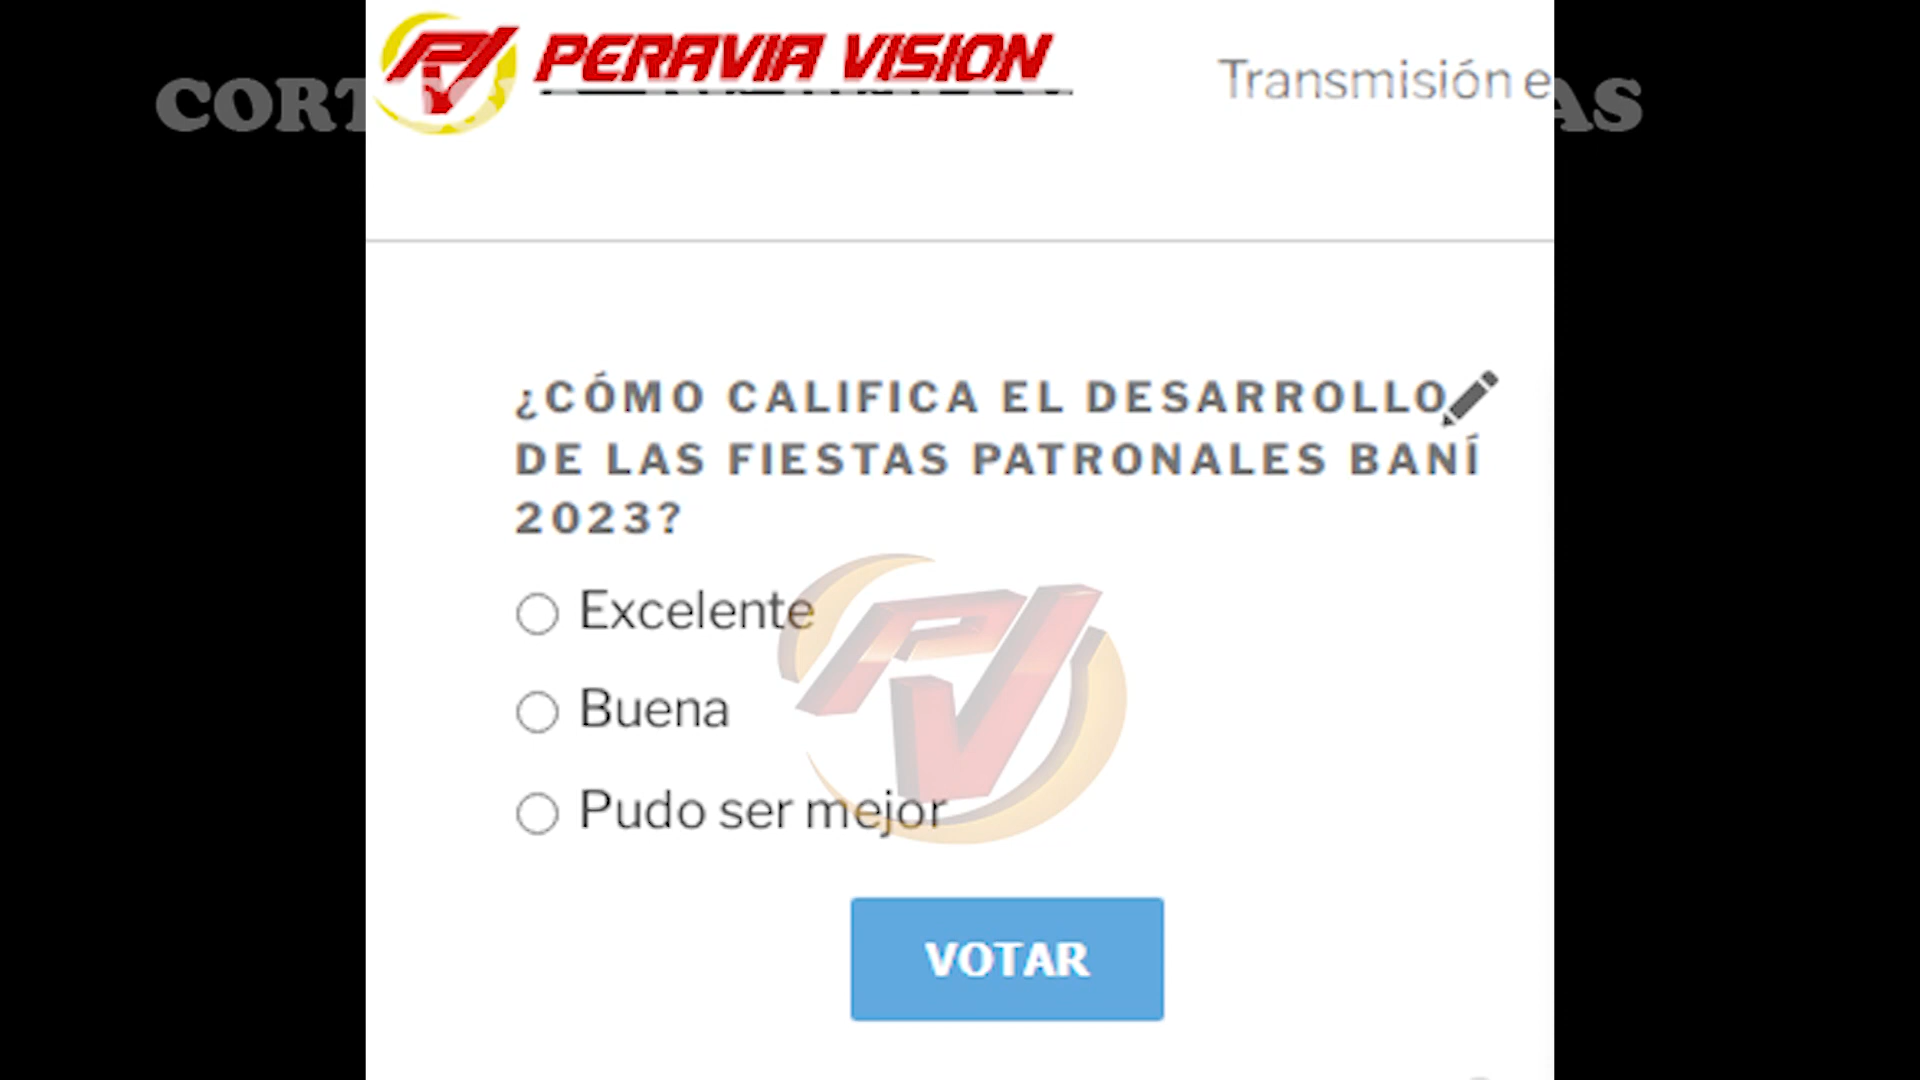 PERAVIA VISION
Transmisión e
¿CÓMO CALIFICA EL DESARROLLO
DE LAS FIESTAS PATRONALES BANÍ
2023?
Excelente
Buena
Pudo ser mejor
VOTAR